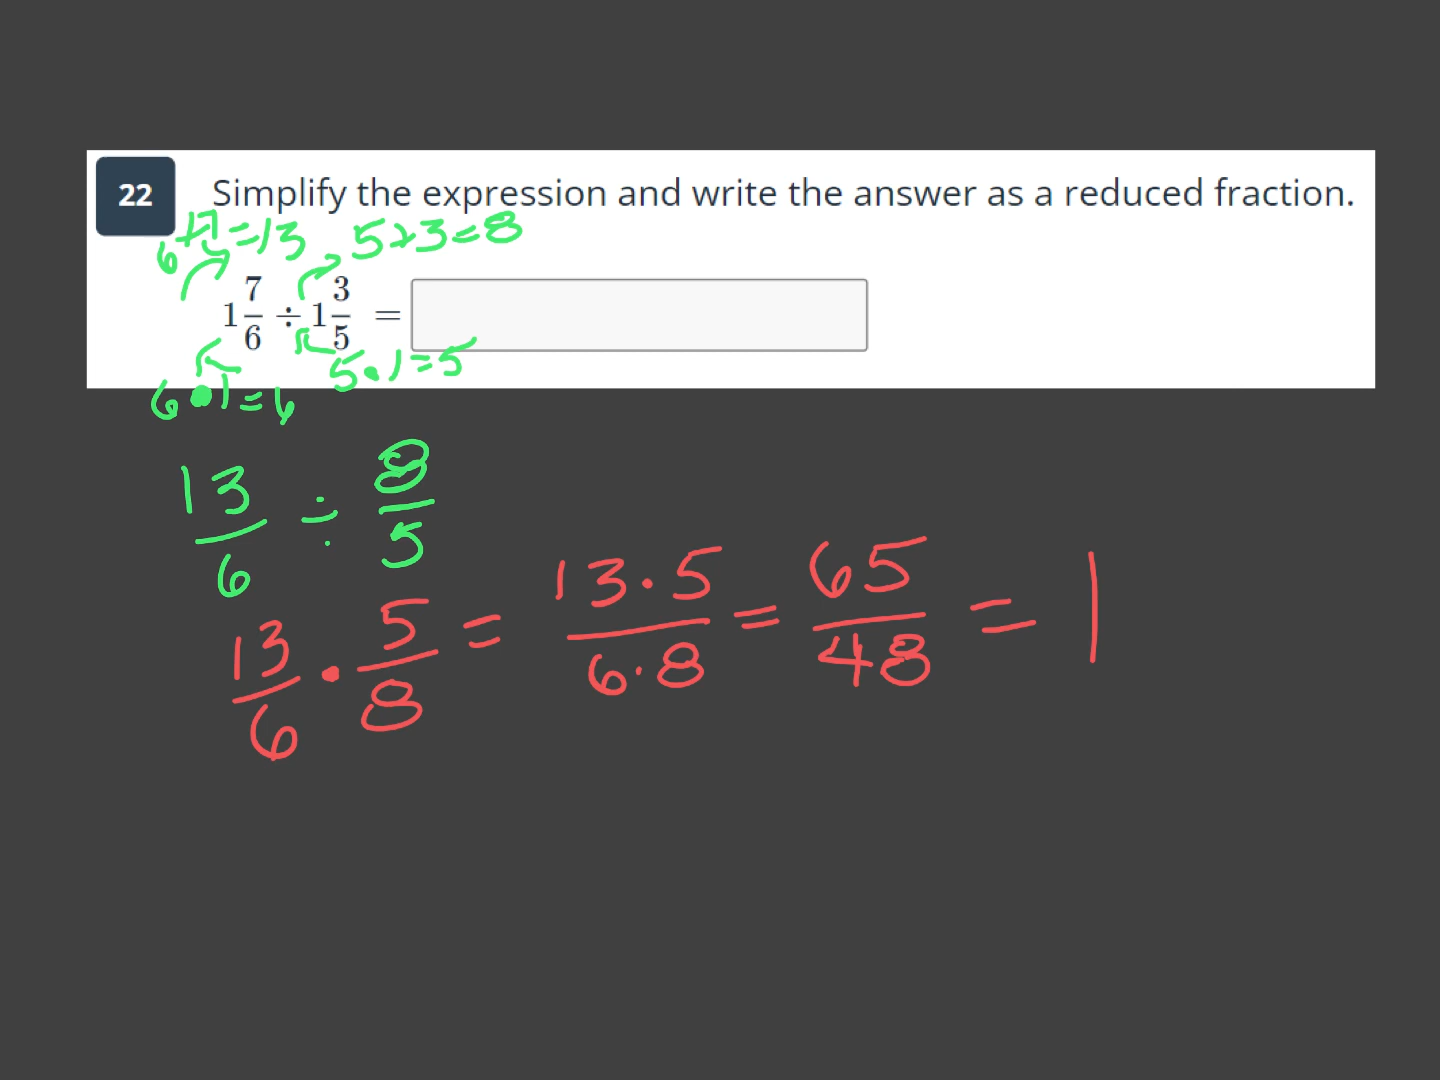 22 Simplify the expression and write the answer as a reduced fraction.
6+7=13 5+3=8
1 7/6 ÷ 1 3/5 =
6•1=6 5•1=5
13/6 ÷ 8/5
13/6 • 5/8 = 13•5/6•8 = 65/48 = 1